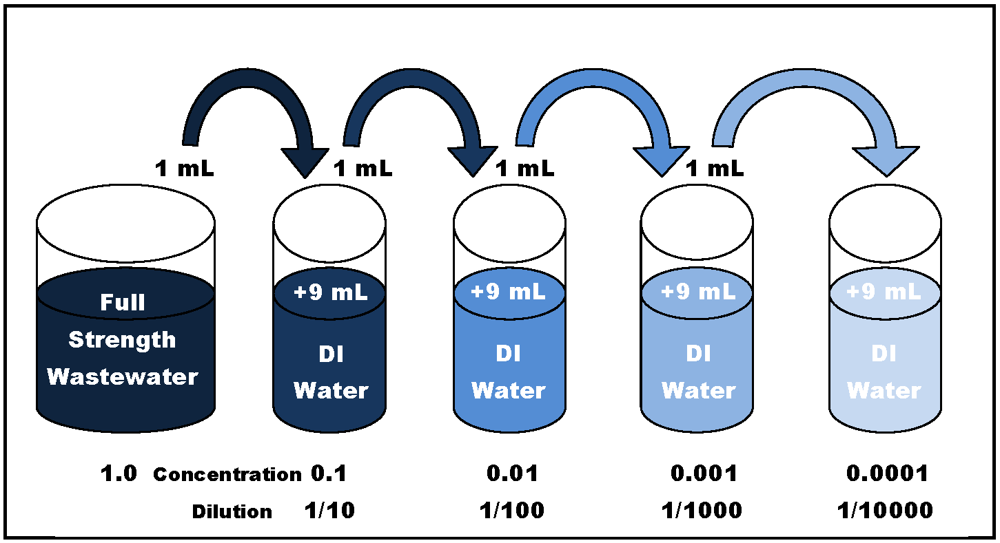 1 mL 1 mL 1 mL 1 mL
Full
Strength
Wastewater
+9 mL
DI
Water
+9 mL
DI
Water
+9 mL
DI
Water
+9 mL
DI
Water
1.0 Concentration 0.1 0.01 0.001 0.0001
Dilution 1/10 1/100 1/1000 1/10000